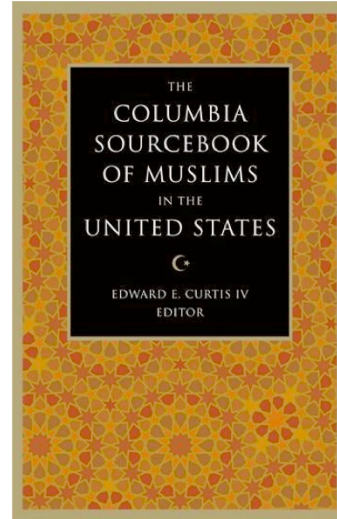 THE
COLUMBIA
SOURCEBOOK
OF MUSLIMS
IN THE
UNITED STATES
EDWARD E. CURTIS IV
EDITOR